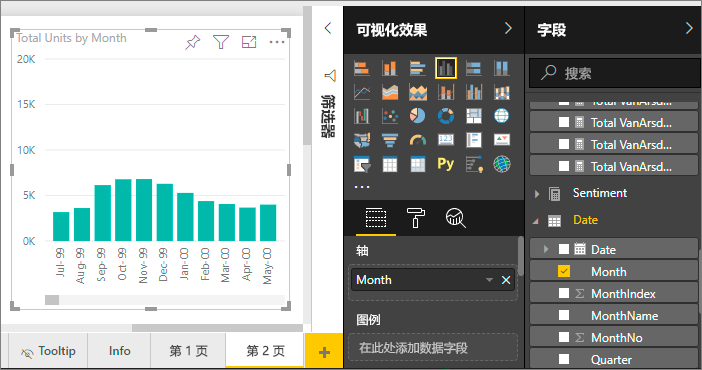 Total Units by Month
20K
15K
10K
5K
0K
Jul-99
Aug-99
Sep-99
Oct-99
Nov-99
Dec-99
Jan-00
Feb-00
Mar-00
Apr-00
May-00
Tooltip
Info
第 1 页
第 2 页
+
筛选器
可视化效果
123
Py
...
轴
Month
图例
在此处添加数据字段
字段
搜索
Total VanArsd...
Total VanArsd...
Total VanArsd...
Sentiment
Date
Date
Month
MonthIndex
MonthName
MonthNo
Quarter